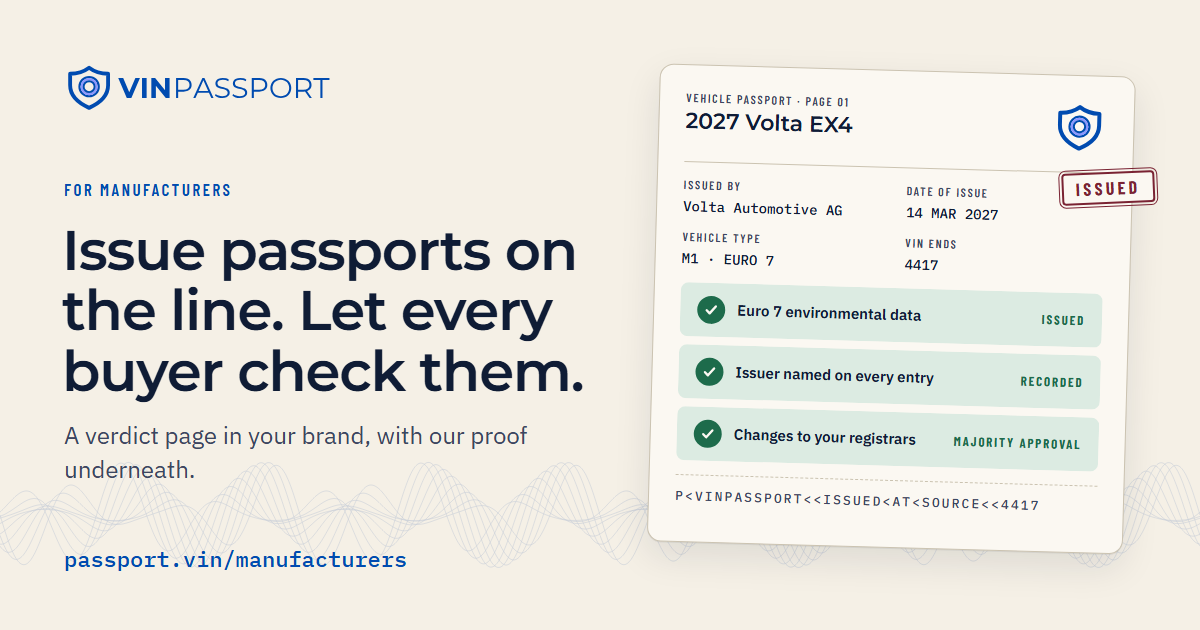 VINPASSPORT
FOR MANUFACTURERS
Issue passports on
the line. Let every
buyer check them.
A verdict page in your brand, with our proof
underneath.
passport.vin/manufacturers
VEHICLE PASSPORT · PAGE 01
2027 Volta EX4
ISSUED
ISSUED BY
Volta Automotive AG
DATE OF ISSUE
14 MAR 2027
VEHICLE TYPE
M1 · EURO 7
VIN ENDS
4417
Euro 7 environmental data ISSUED
Issuer named on every entry RECORDED
Changes to your registrars MAJORITY APPROVAL
P<VINPASSPORT<<ISSUED<AT<SOURCE<<4417